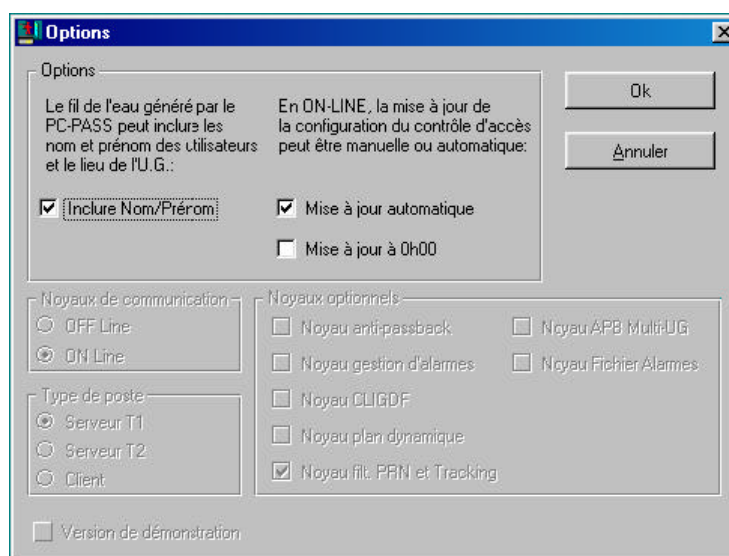 Options
Options
Le fil de l'eau généré par le
PC-PASS peut inclure les
nom et prénom des utilisateurs
et le lieu de l'U.G.:
Inclure Nom/Prénom
En ON-LINE, la mise à jour de
la configuration du contrôle d'accès
peut être manuelle ou automatique:
Mise à jour automatique
Mise à jour à 0h00
Ok
Annuler
Noyaux de communication
OFF Line
ON Line
Type de poste
Serveur T1
Serveur T2
Client
Noyaux optionnels
Noyau anti-passback
Noyau gestion d'alarmes
Noyau CLIGDF
Noyau plan dynamique
Noyau filt. PRN et Tracking
Noyau APB Multi-UG
Noyau Fichier Alarmes
Version de démonstration